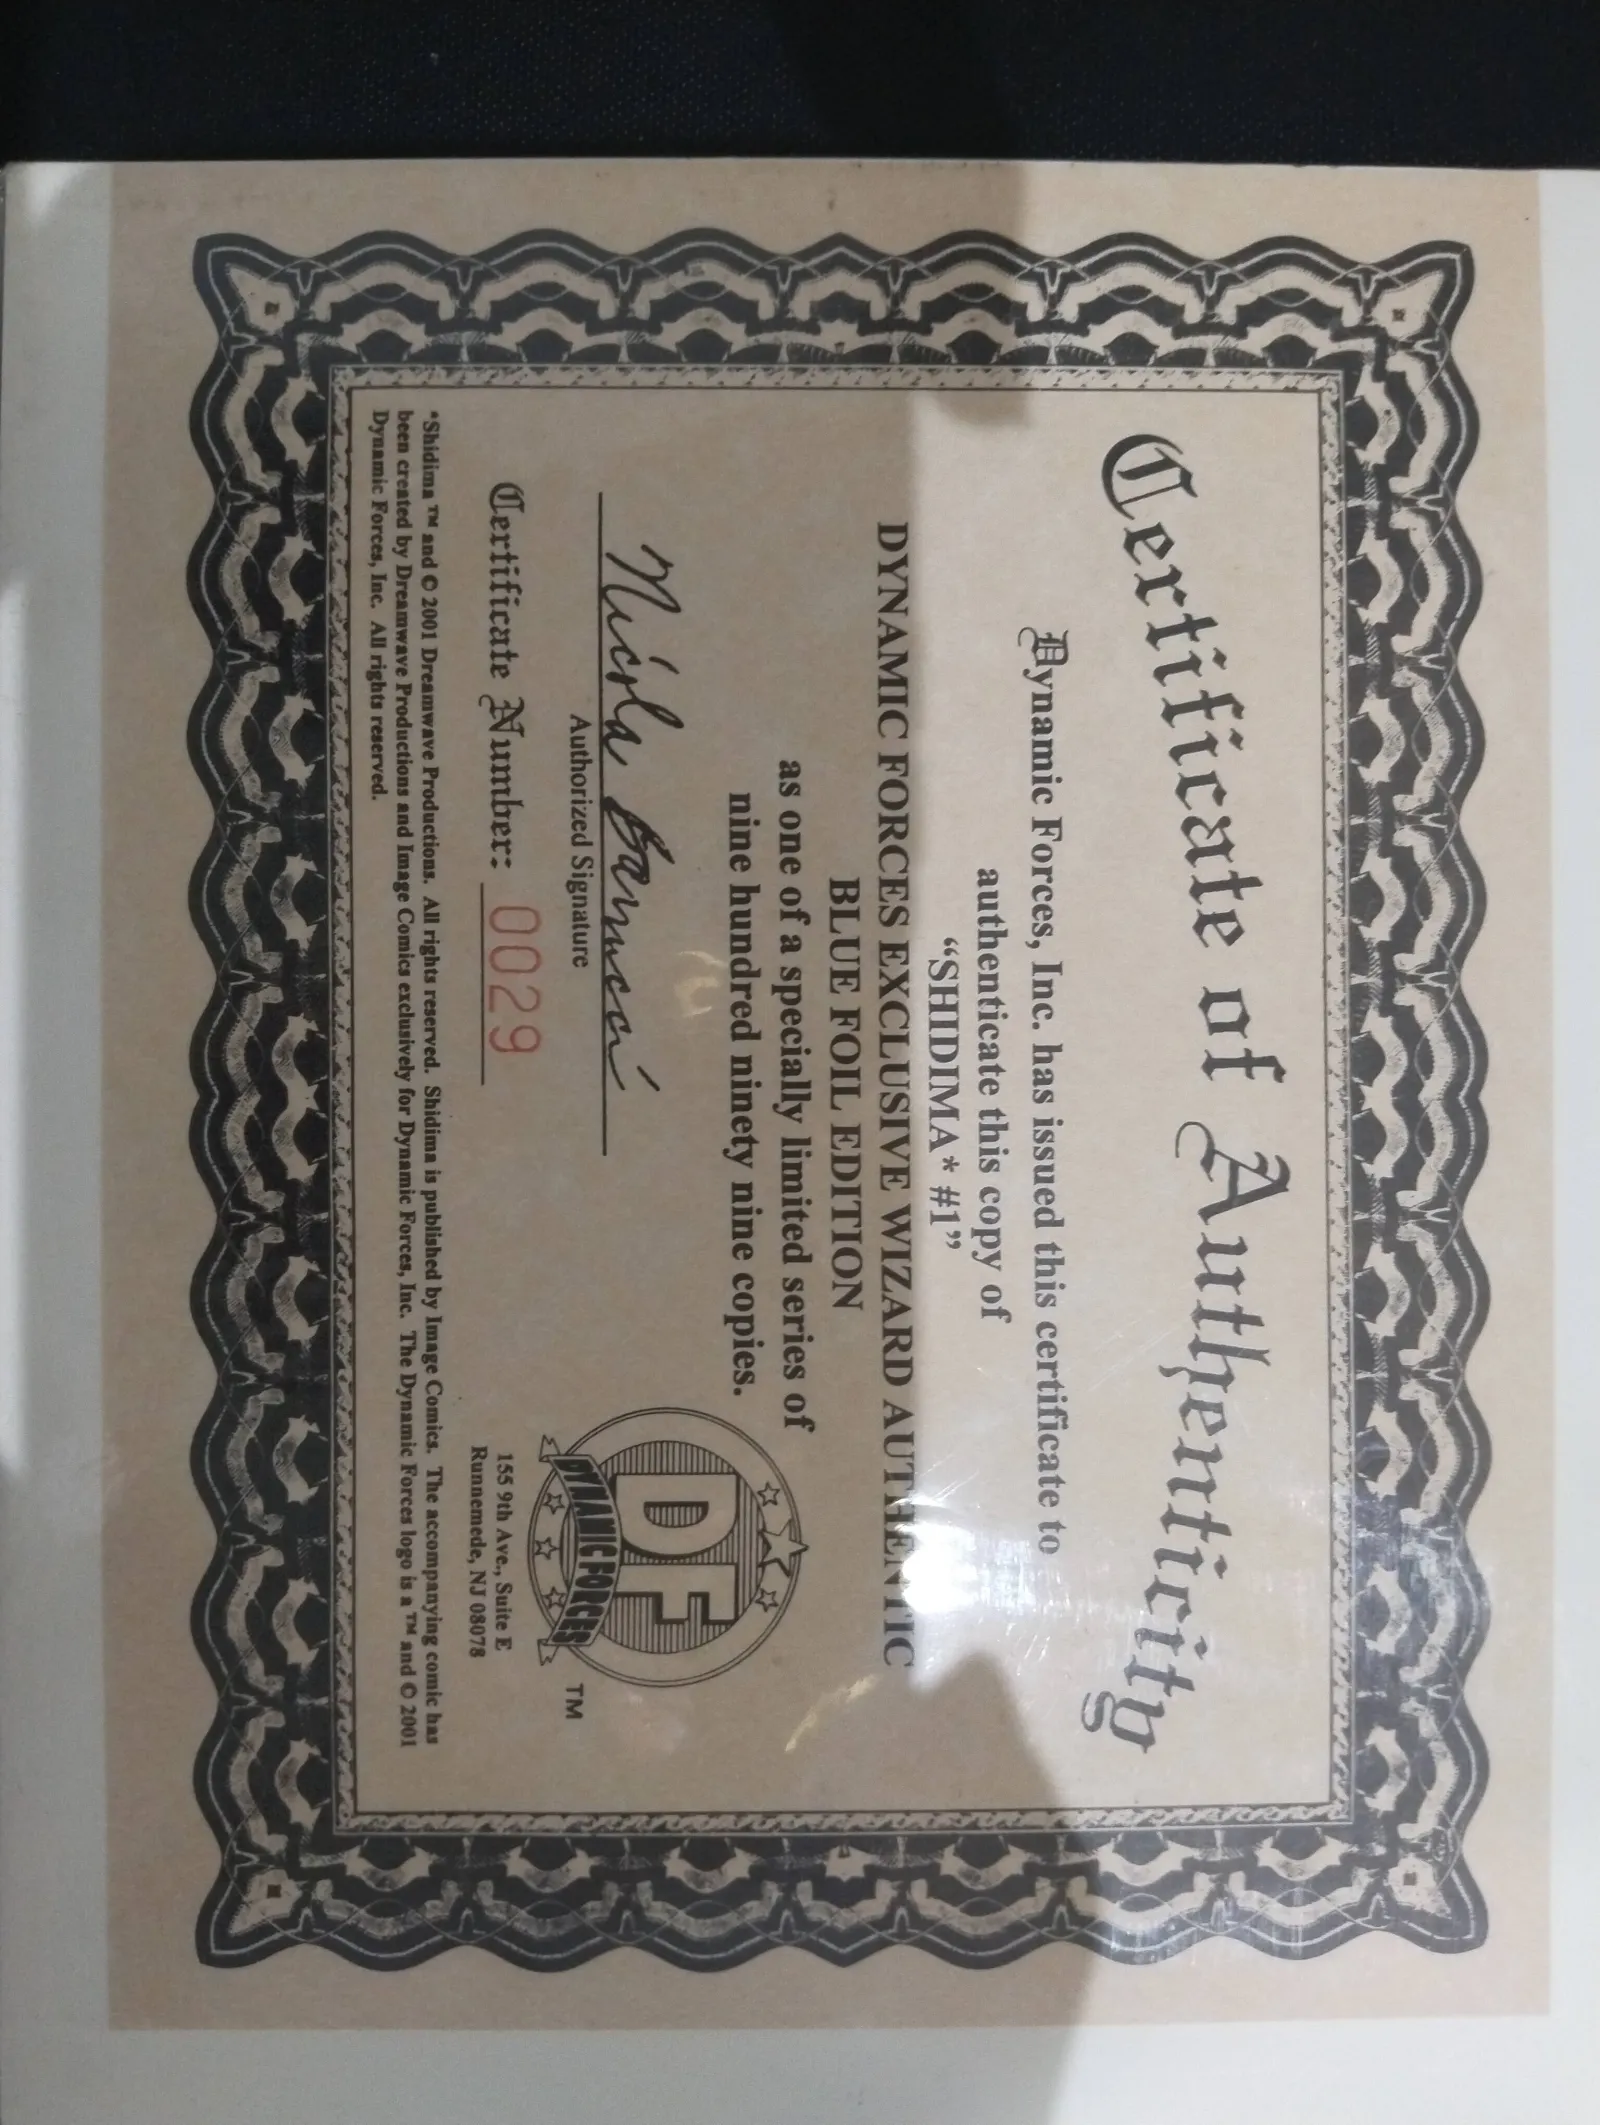 Certificate of Authenticity
Dynamic Forces, Inc. has issued this certificate to
authenticate this copy of
“SHIDIMA* #1”
DYNAMIC FORCES EXCLUSIVE WIZARD AUTHENTIC
BLUE FOIL EDITION
as one of a specially limited series of
nine hundred ninety nine copies.
Authorized Signature
Certificate Number: 0029
DF
DYNAMIC FORCES
TM
155 9th Ave., Suite E
Runnemede, NJ 08078
*Shidima ™ and © 2001 Dreamwave Productions. All rights reserved. Shidima is published by Image Comics. The accompanying comic has
been created by Dreamwave Productions and Image Comics exclusively for Dynamic Forces, Inc. The Dynamic Forces logo is a ™ and © 2001
Dynamic Forces, Inc. All rights reserved.